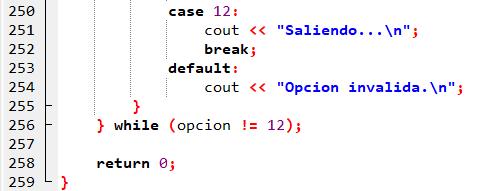 250 case 12:
251 cout << "Saliendo...\n";
252 break;
253 default:
254 cout << "Opcion invalida.\n";
255 }
256 } while (opcion != 12);
257
258 return 0;
259 }